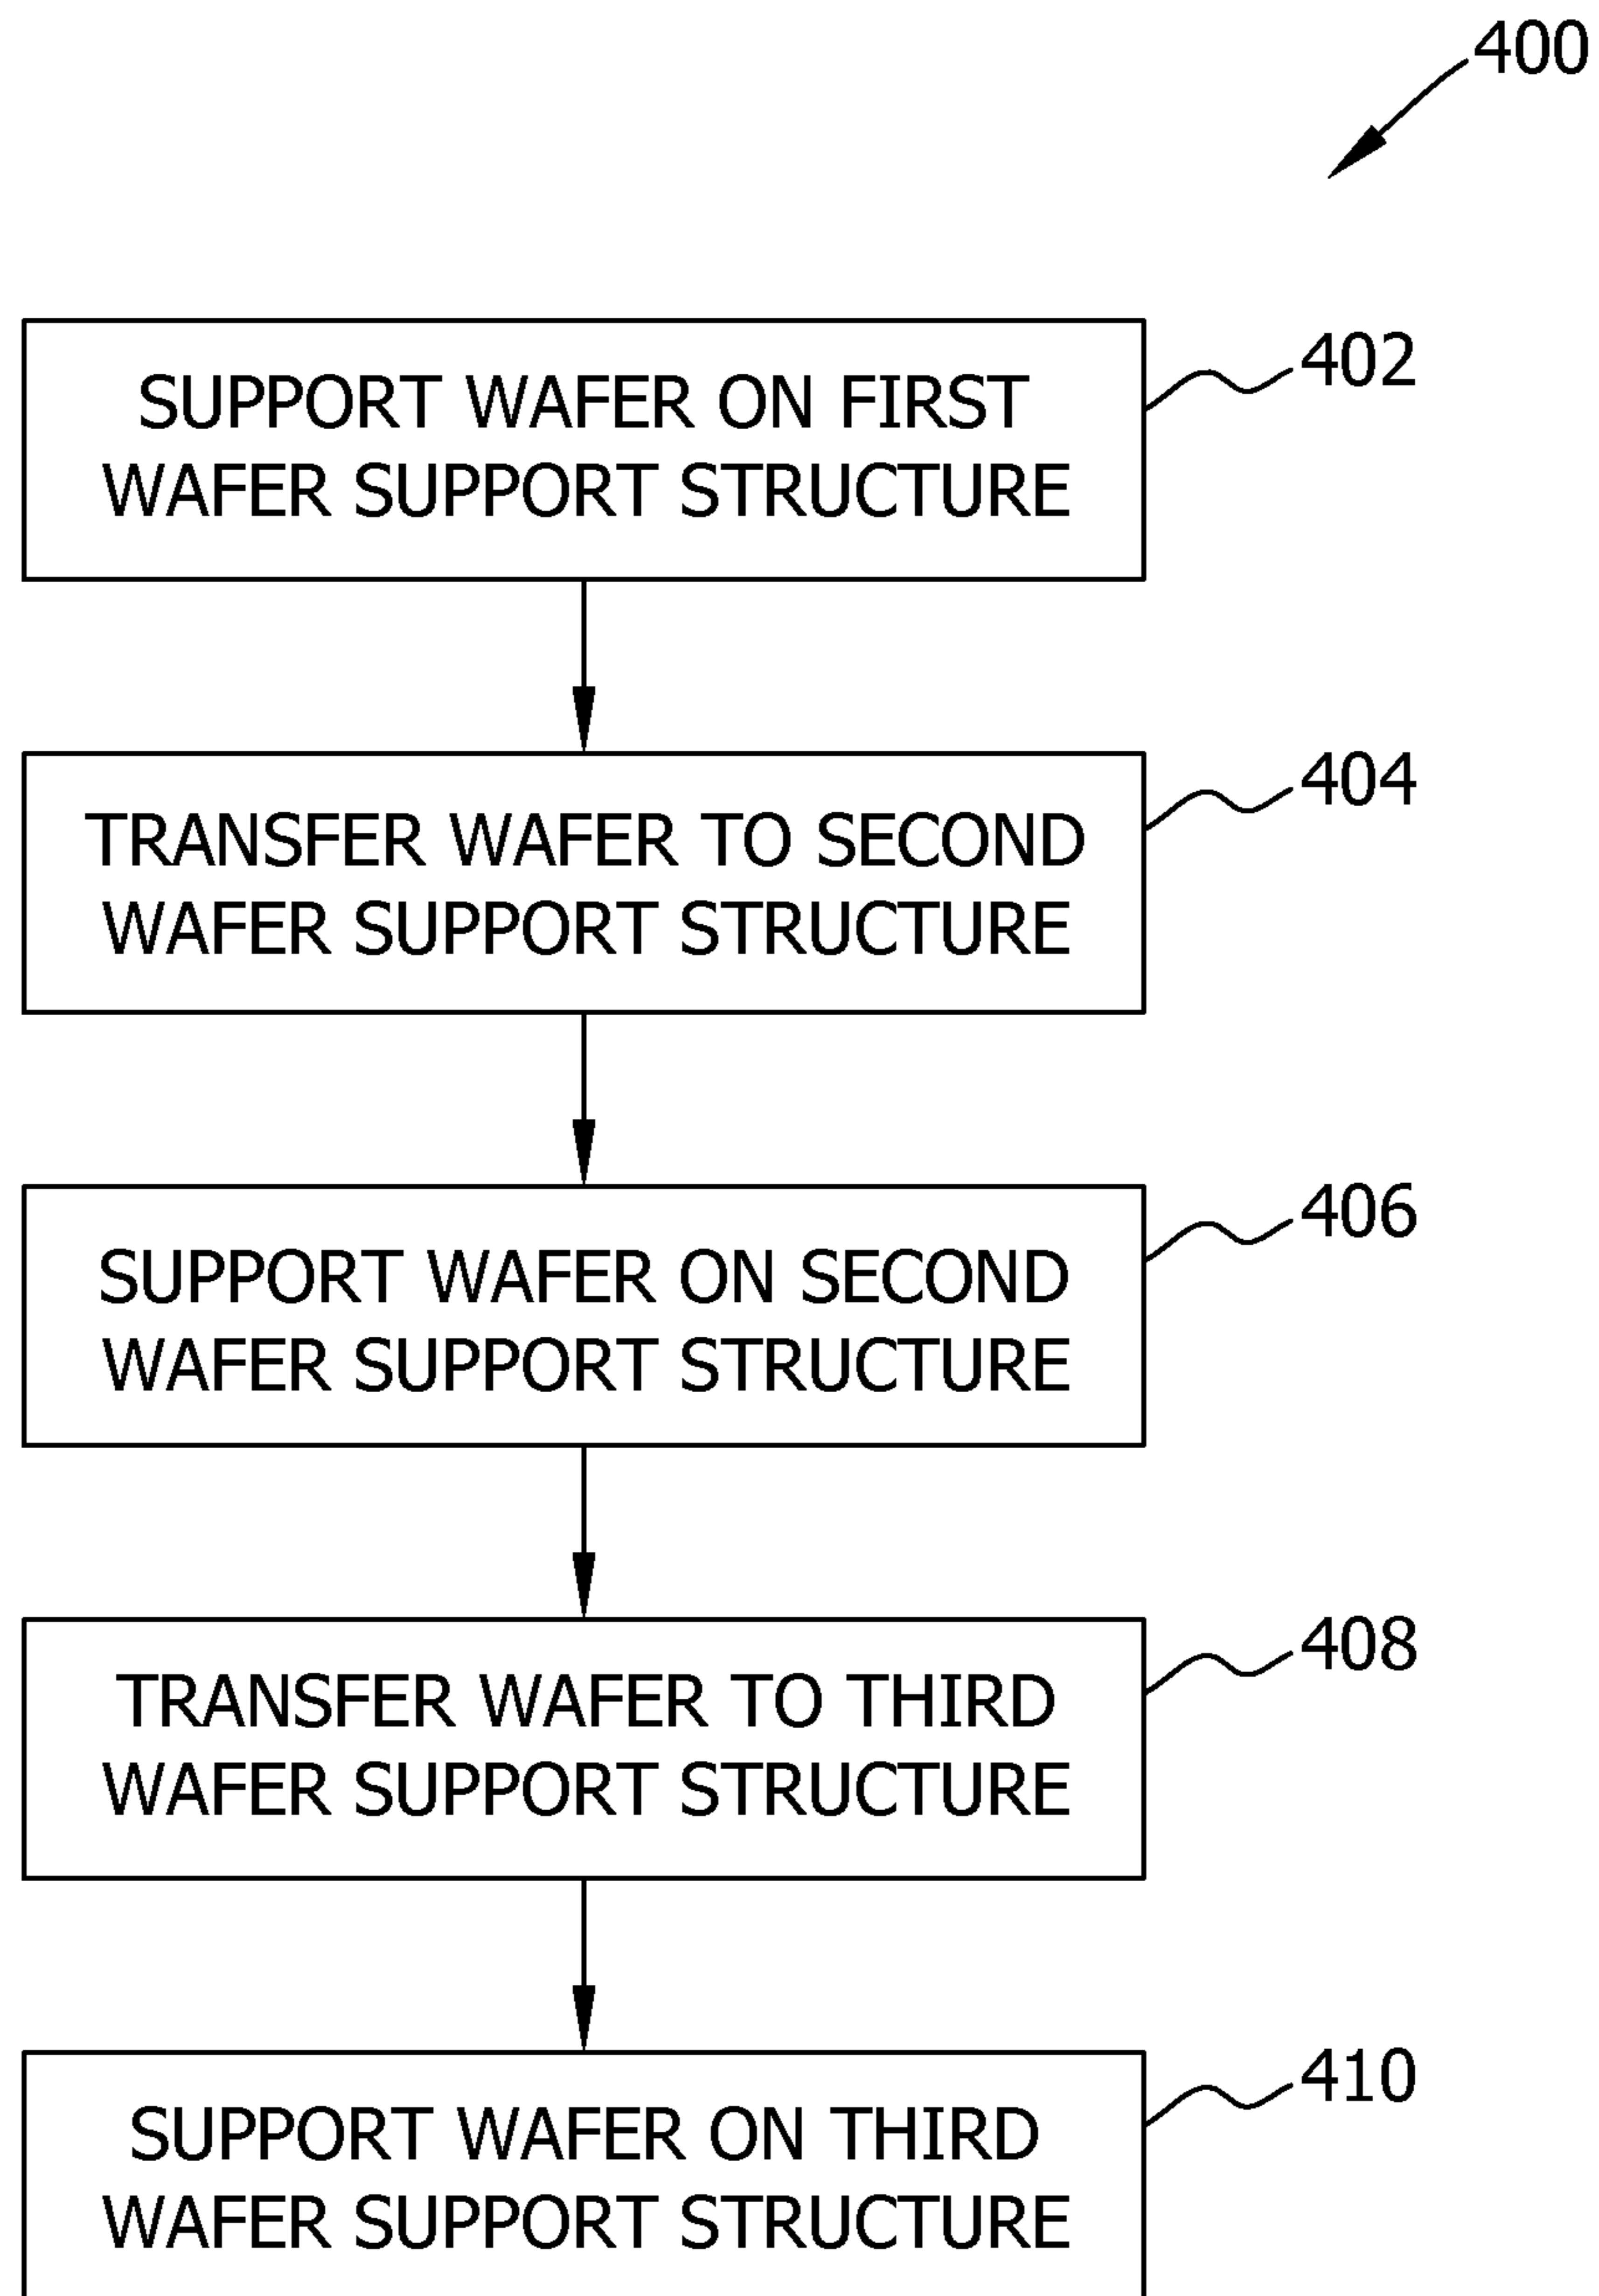 400
SUPPORT WAFER ON FIRST
WAFER SUPPORT STRUCTURE
402
TRANSFER WAFER TO SECOND
WAFER SUPPORT STRUCTURE
404
SUPPORT WAFER ON SECOND
WAFER SUPPORT STRUCTURE
406
TRANSFER WAFER TO THIRD
WAFER SUPPORT STRUCTURE
408
SUPPORT WAFER ON THIRD
WAFER SUPPORT STRUCTURE
410